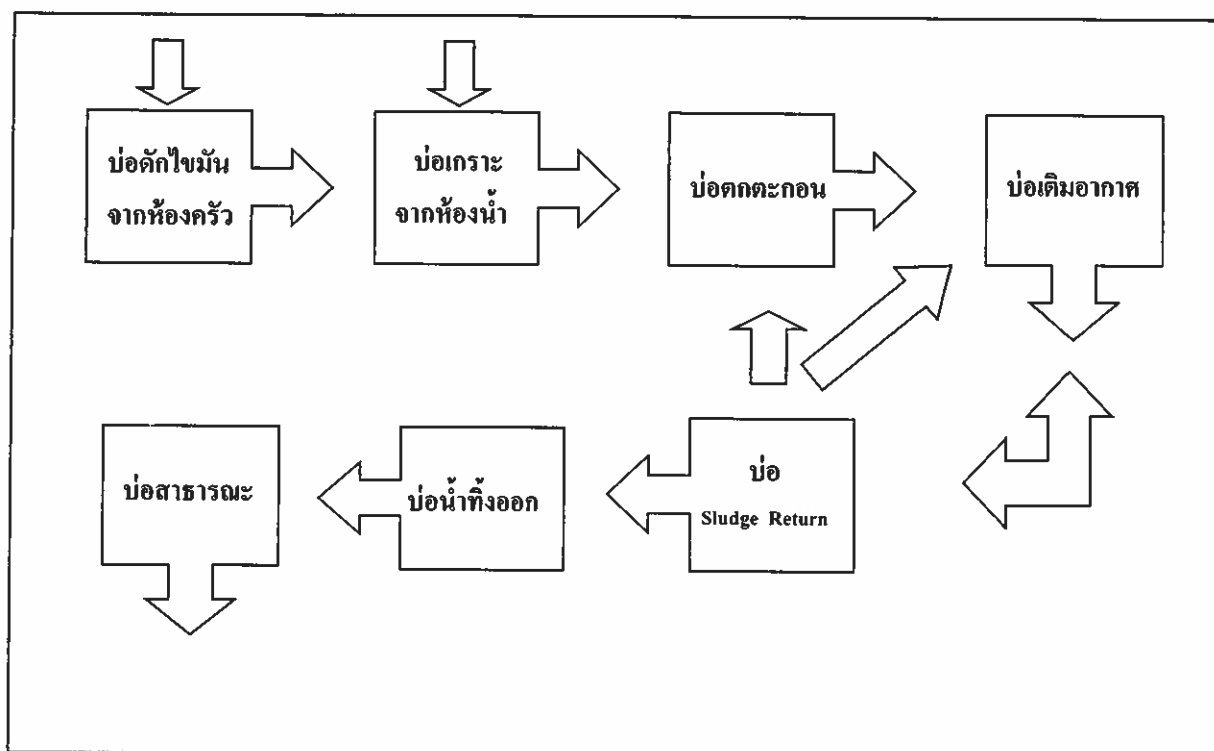 บ่อดักไขมัน
จากห้องครัว
บ่อเกราะ
จากห้องน้ำ
บ่อตกตะกอน
บ่อเติมอากาศ
บ่อสาธารณะ
บ่อน้ำทิ้งออก
บ่อ
Sludge Return